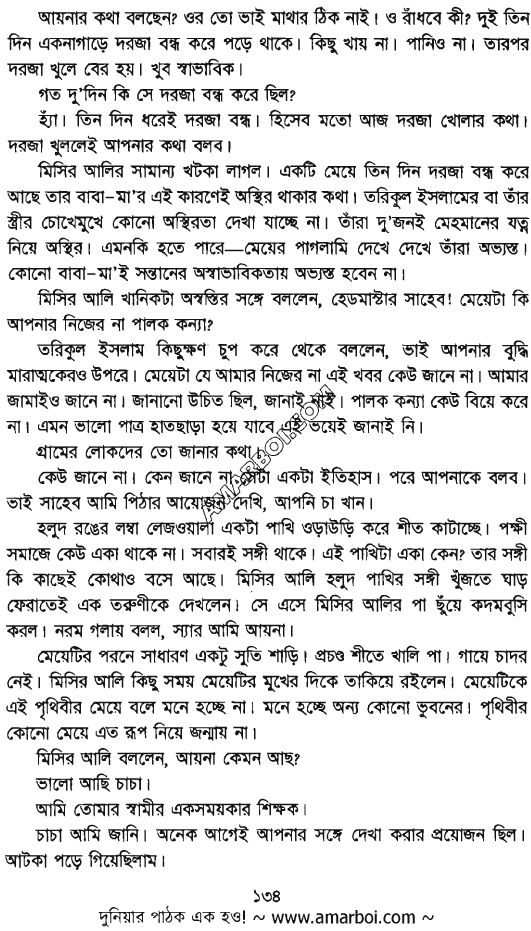 আয়নার কথা বলছেন? ওর তো ভাই মাথার ঠিক নাই! ও রাঁধবে কী? দুই তিন
দিন একনাগাড়ে দরজা বন্ধ করে পড়ে থাকে। কিছু খায় না। পানিও না। তারপর
দরজা খুলে বের হয়। খুব স্বাভাবিক।
গত দু'দিন কি সে দরজা বন্ধ করে ছিল?
হ্যাঁ। তিন দিন ধরেই দরজা বন্ধ। হিসেব মতো আজ দরজা খোলার কথা।
দরজা খুললেই আপনার কথা বলব।
মিসির আলির সামান্য খটকা লাগল। একটি মেয়ে তিন দিন দরজা বন্ধ করে
আছে তার বাবা-মা'র এই কারণেই অস্থির থাকার কথা। তরিকুল ইসলামের বা তাঁর
স্ত্রীর চোখেমুখে কোনো অস্থিরতা দেখা যাচ্ছে না। তাঁরা দু'জনই মেহমানের যত্ন
নিয়ে অস্থির। এমনকি হতে পারে—মেয়ের পাগলামি দেখে দেখে তাঁরা অভ্যস্ত।
কোনো বাবা-মা'ই সন্তানের অস্বাভাবিকতায় অভ্যস্ত হবেন না।
মিসির আলি খানিকটা অস্বস্তির সঙ্গে বললেন, হেডমাস্টার সাহেব! মেয়েটা কি
আপনার নিজের না পালক কন্যা?
তরিকুল ইসলাম কিছুক্ষণ চুপ করে থেকে বললেন, ভাই আপনার বুদ্ধি
মারাত্মকেরও উপরে। মেয়েটা যে আমার নিজের না এই খবর কেউ জানে না। আমার
জামাইও জানে না। জানানো উচিত ছিল, জানাই নাই। পালক কন্যা কেউ বিয়ে করে
না। এমন ভালো পাত্র হাতছাড়া হয়ে যাবে এই ভয়েই জানাই নি।
গ্রামের লোকদের তো জানার কথা।
কেউ জানে না। কেন জানে না সেটা একটা ইতিহাস। পরে আপনাকে বলব।
ভাই সাহেব আমি পিঠার আয়োজন দেখি, আপনি চা খান।
হলুদ রঙের লম্বা লেজওয়ালা একটা পাখি ওড়াউড়ি করে শীত কাটাচ্ছে। পক্ষী
সমাজে কেউ একা থাকে না। সবারই সঙ্গী থাকে। এই পাখিটা একা কেন? তার সঙ্গী
কি কাছেই কোথাও বসে আছে। মিসির আলি হলুদ পাখির সঙ্গী খুঁজতে ঘাড়
ফেরাতেই এক তরুণীকে দেখলেন। সে এসে মিসির আলির পা ছুঁয়ে কদমবুসি
করল। নরম গলায় বলল, স্যার আমি আয়না।
মেয়েটির পরনে সাধারণ একটু সুতি শাড়ি। প্রচণ্ড শীতে খালি পা। গায়ে চাদর
নেই। মিসির আলি কিছু সময় মেয়েটির মুখের দিকে তাকিয়ে রইলেন। মেয়েটিকে
এই পৃথিবীর মেয়ে বলে মনে হচ্ছে না। মনে হচ্ছে অন্য কোনো ভুবনের। পৃথিবীর
কোনো মেয়ে এত রূপ নিয়ে জন্মায় না।
মিসির আলি বললেন, আয়না কেমন আছ?
ভালো আছি চাচা।
আমি তোমার স্বামীর একসময়কার শিক্ষক।
চাচা আমি জানি। অনেক আগেই আপনার সঙ্গে দেখা করার প্রয়োজন ছিল।
আটকা পড়ে গিয়েছিলাম।
AMARBOI.COM
১৩৪
দুনিয়ার পাঠক এক হও! ~ www.amarboi.com ~